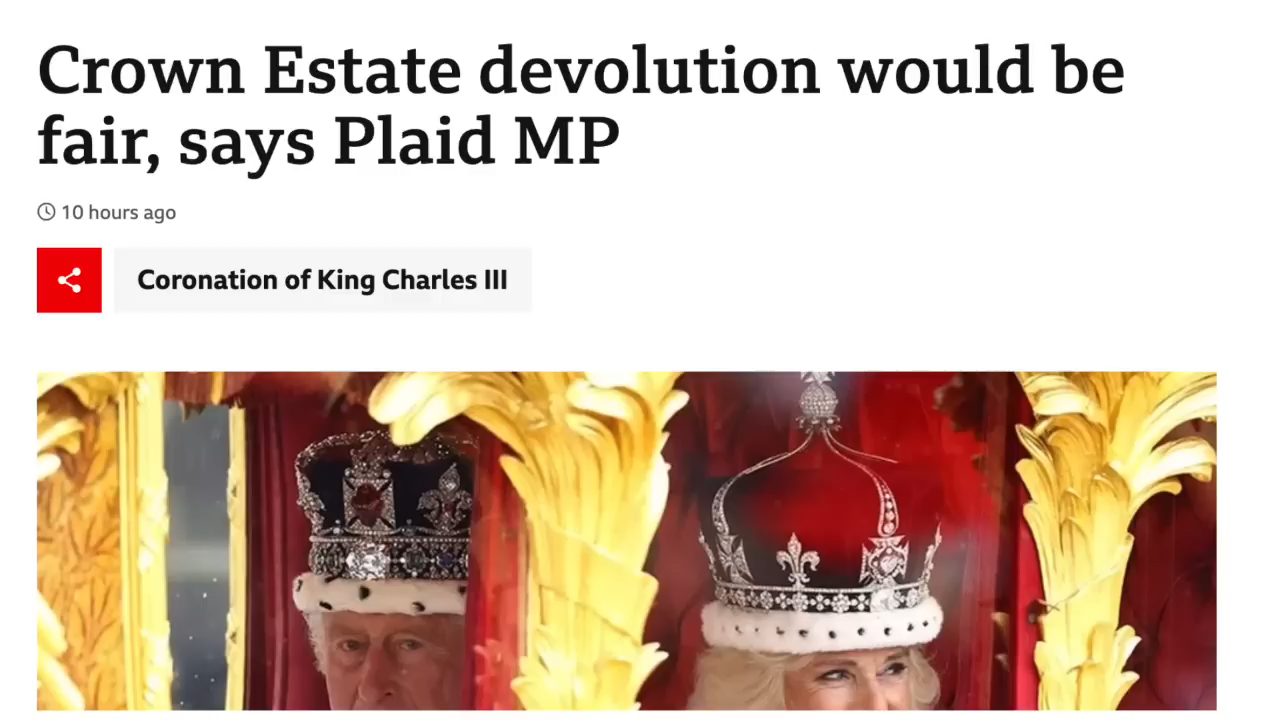 Crown Estate devolution would be
fair, says Plaid MP
10 hours ago
Coronation of King Charles III